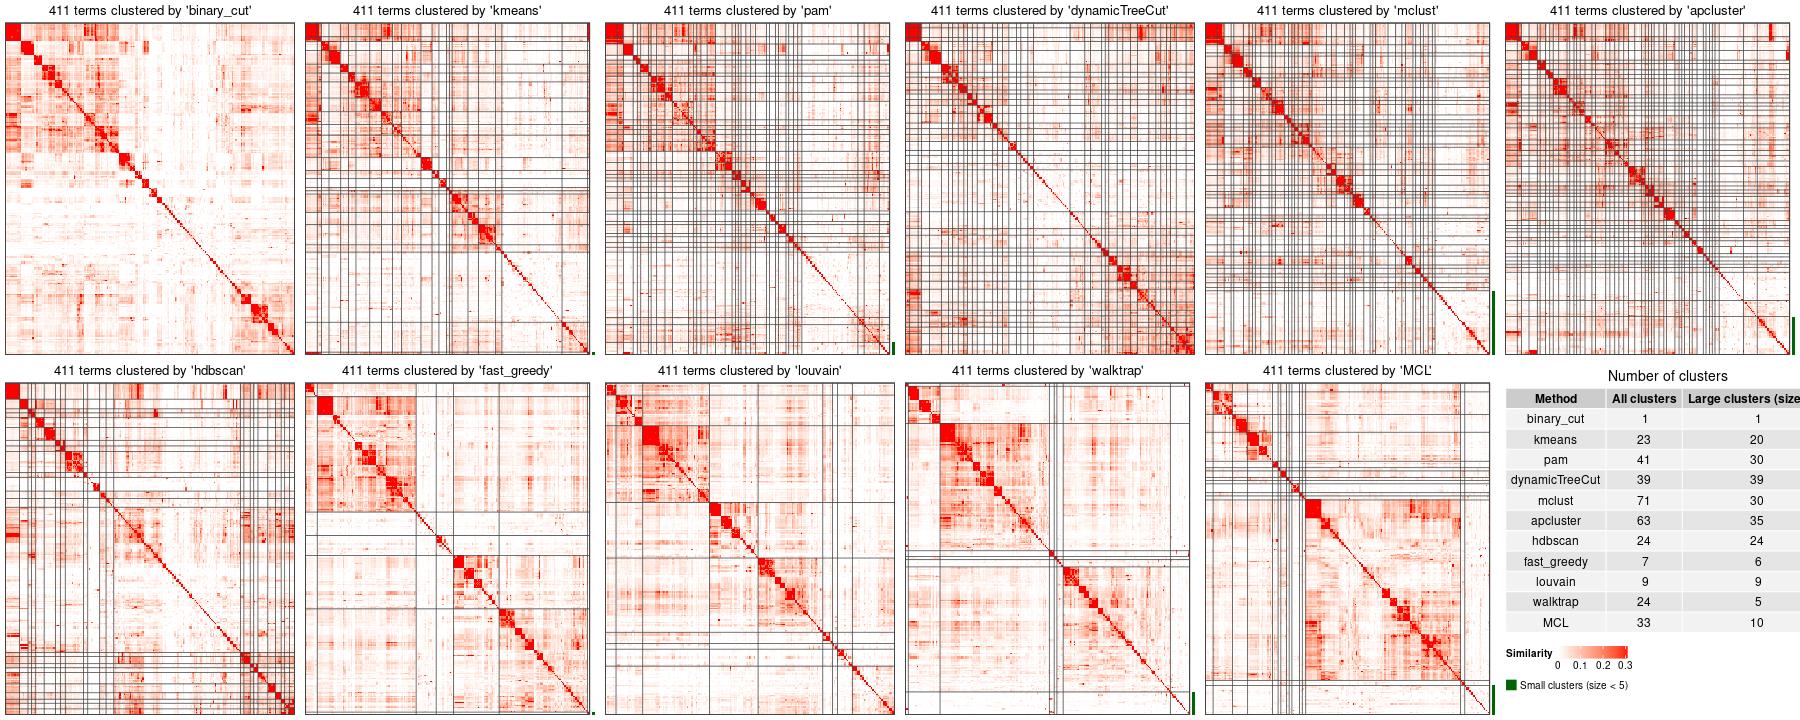 411 terms clustered by 'binary_cut'
411 terms clustered by 'kmeans'
411 terms clustered by 'pam'
411 terms clustered by 'dynamicTreeCut'
411 terms clustered by 'mclust'
411 terms clustered by 'apcluster'
411 terms clustered by 'hdbscan'
411 terms clustered by 'fast_greedy'
411 terms clustered by 'louvain'
411 terms clustered by 'walktrap'
411 terms clustered by 'MCL'
Number of clusters
Method All clusters Large clusters (size
binary_cut 1 1
kmeans 23 20
pam 41 30
dynamicTreeCut 39 39
mclust 71 30
apcluster 63 35
hdbscan 24 24
fast_greedy 7 6
louvain 9 9
walktrap 24 5
MCL 33 10
Similarity
0 0.1 0.2 0.3
Small clusters (size < 5)